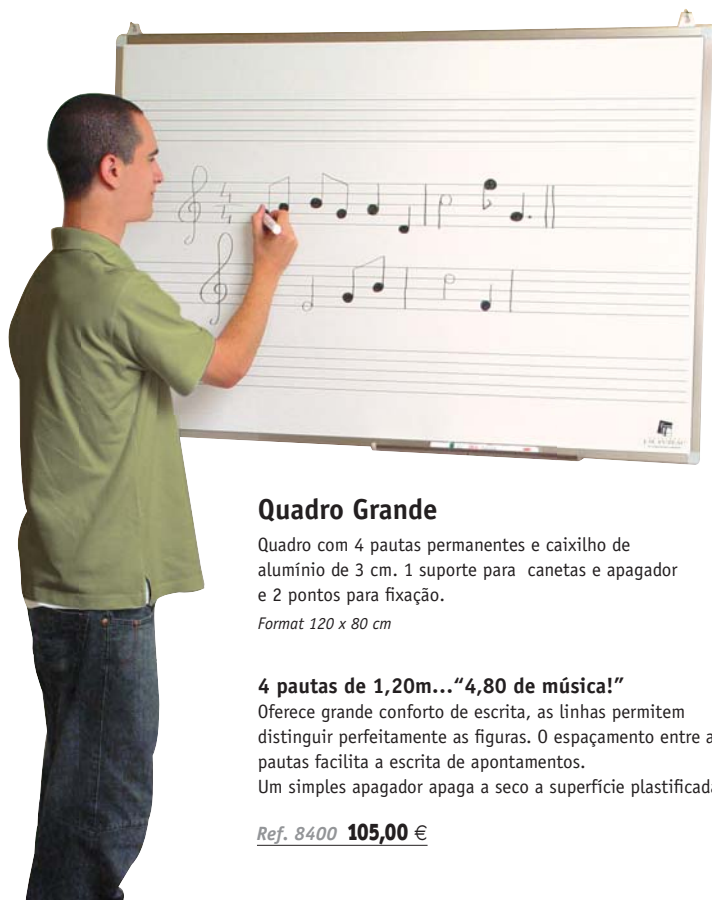 4
4
Quadro Grande
Quadro com 4 pautas permanentes e caixilho de
alumínio de 3 cm. 1 suporte para canetas e apagador
e 2 pontos para fixação.
Format 120 x 80 cm
4 pautas de 1,20m...“4,80 de música!”
Oferece grande conforto de escrita, as linhas permitem
distinguir perfeitamente as figuras. O espaçamento entre a
pautas facilita a escrita de apontamentos.
Um simples apagador apaga a seco a superfície plastificad
Ref. 8400 105,00 €